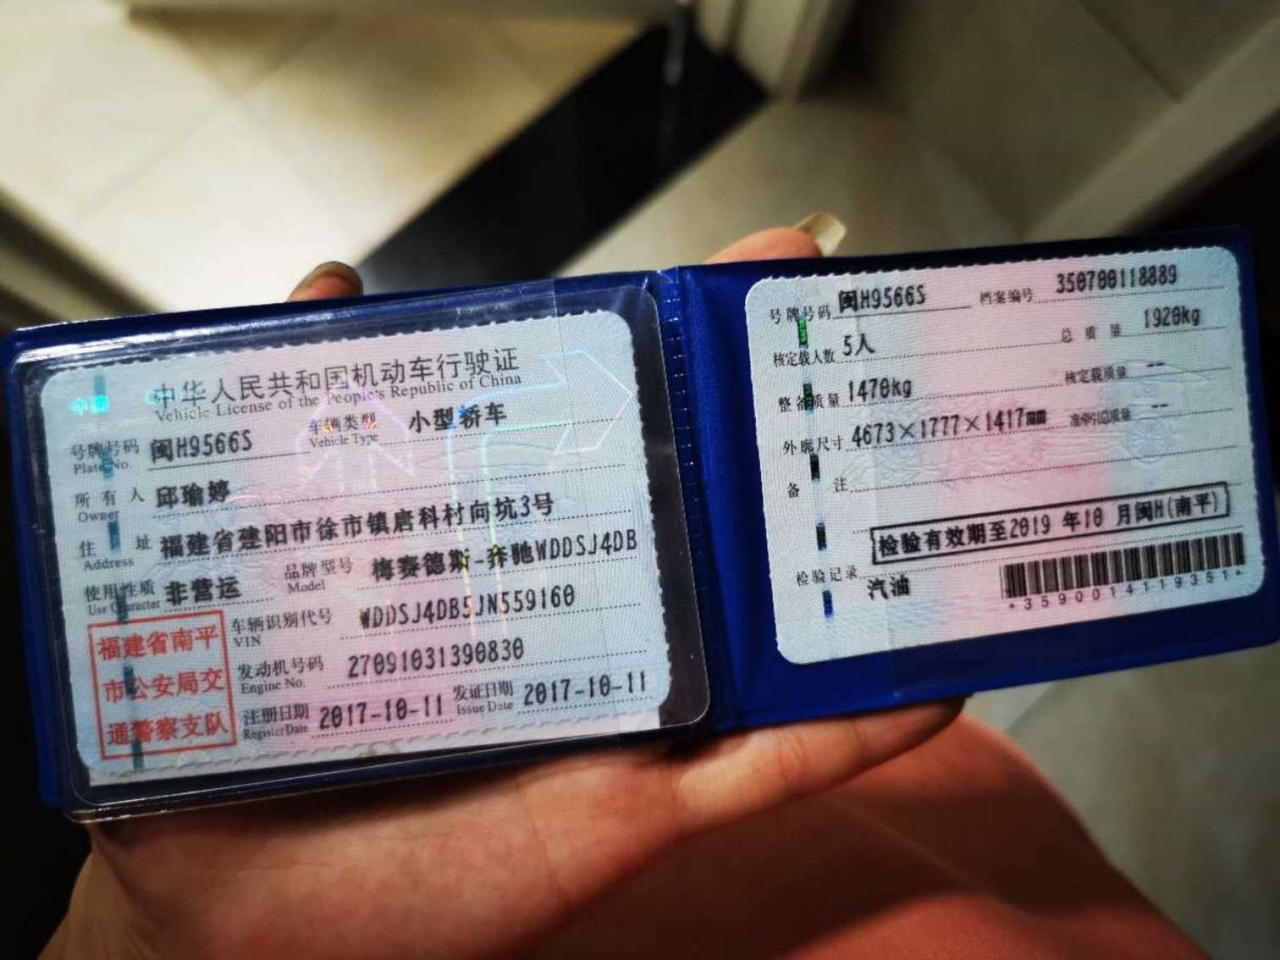 中华人民共和国机动车行驶证
Vehicle License of the People's Republic of China
号牌号码 闽H9566S 车辆类型 小型轿车
Plate No. Vehicle Type
所有人 邱瑜婷
Owner
住址 福建省建阳市徐市镇唐科村向坑3号
Address
使用性质 非营运 品牌型号 梅赛德斯-奔驰WDDSJ4DB
Use Character Model
福建省南平
市公安局交
通警察支队
车辆识别代号 WDDSJ4DB5JN559160
VIN
发动机号码 27091031390830
Engine No.
注册日期 2017-10-11 发证日期 2017-10-11
Register Date Issue Date
号牌号码 闽H9566S 档案编号 350700118889
核定载人数 5人 总质量 1920kg
整备质量 1470kg 核定载质量 --
外廓尺寸 4673×1777×1417mm 准牵引总质量 --
备注
检验有效期至2019年10月闽H(南平)
检验记录
汽油
*3590014119351*